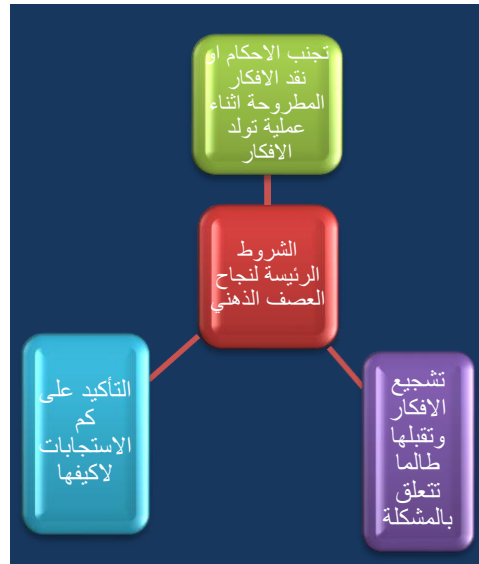 تجنب الاحكام او
نقد الافكار
المطروحة اثناء
عملية تولد
الافكار
الشروط
الرئيسة لنجاح
العصف الذهني
تشجيع
الافكار
وتقبلها
طالما
تتعلق
بالمشكلة
التأكيد على
كم
الاستجابات
لاكيفها